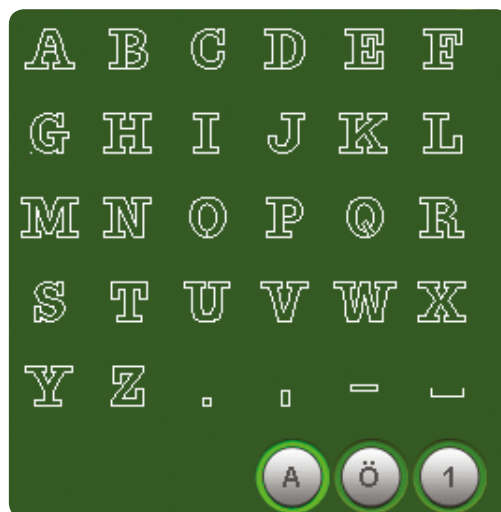 A B C D E F
G H I J K L
M N O P Q R
S T U V W X
Y Z . , - ⎵
A Ö 1